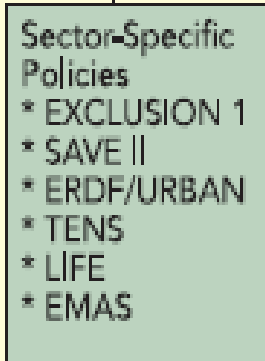 Sector-Specific
Policies
* EXCLUSION 1
* SAVE II
* ERDF/URBAN
* TENS
* LIFE
* EMAS